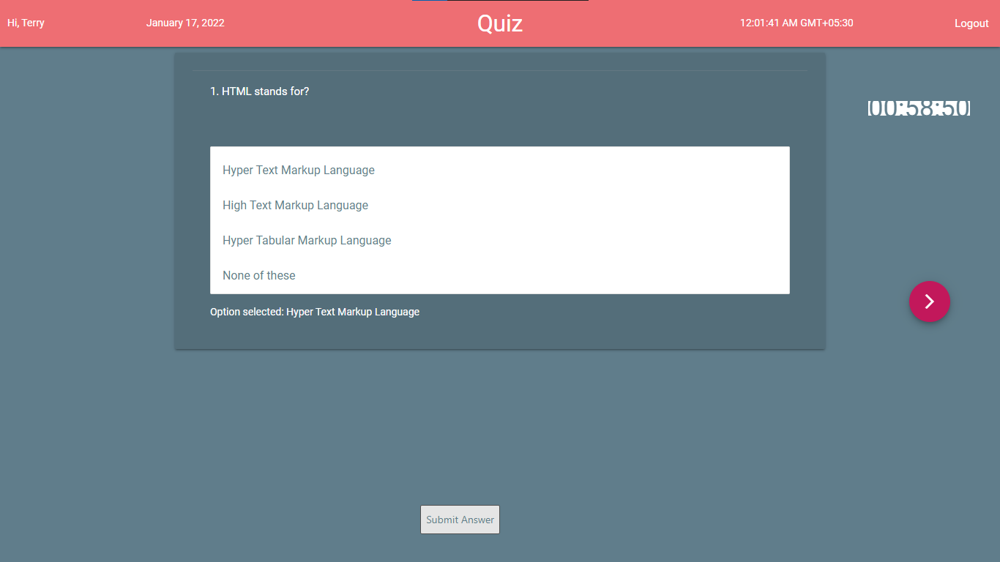 Hi, Terry
January 17, 2022
Quiz
12:01:41 AM GMT+05:30
Logout
1. HTML stands for?
00:58:50
Hyper Text Markup Language
High Text Markup Language
Hyper Tabular Markup Language
None of these
Option selected: Hyper Text Markup Language
Submit Answer